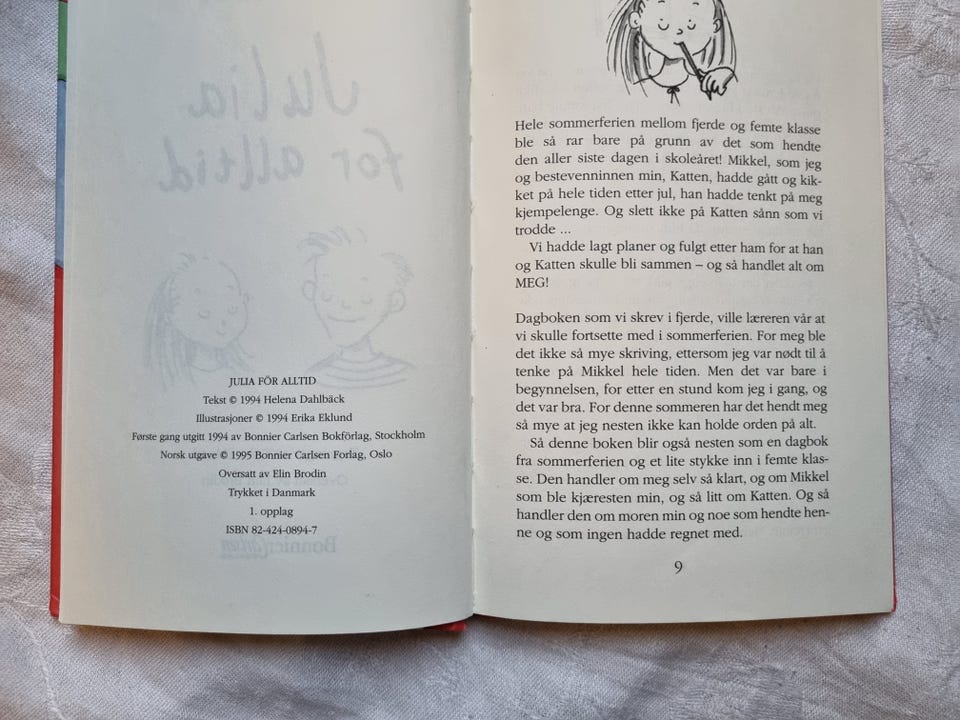 Julia
for alltid
JULIA FÖR ALLTID
Tekst © 1994 Helena Dahlbäck
Illustrasjoner © 1994 Erika Eklund
Første gang utgitt 1994 av Bonnier Carlsen Bokförlag, Stockholm
Norsk utgave © 1995 Bonnier Carlsen Forlag, Oslo
Oversatt av Elin Brodin
Trykket i Danmark
1. opplag
ISBN 82-424-0894-7
Bonnier Carlsen
Hele sommerferien mellom fjerde og femte klasse
ble så rar bare på grunn av det som hendte
den aller siste dagen i skoleåret! Mikkel, som jeg
og bestevenninnen min, Katten, hadde gått og kik-
ket på hele tiden etter jul, han hadde tenkt på meg
kjempelenge. Og slett ikke på Katten sånn som vi
trodde ...
Vi hadde lagt planer og fulgt etter ham for at han
og Katten skulle bli sammen – og så handlet alt om
MEG!
Dagboken som vi skrev i fjerde, ville læreren vår at
vi skulle fortsette med i sommerferien. For meg ble
det ikke så mye skriving, ettersom jeg var nødt til å
tenke på Mikkel hele tiden. Men det var bare i
begynnelsen, for etter en stund kom jeg i gang, og
det var bra. For denne sommeren har det hendt meg
så mye at jeg nesten ikke kan holde orden på alt.
Så denne boken blir også nesten som en dagbok
fra sommerferien og et lite stykke inn i femte klas-
se. Den handler om meg selv så klart, og om Mikkel
som ble kjæresten min, og så litt om Katten. Og så
handler den om moren min og noe som hendte hen-
ne og som ingen hadde regnet med.
9